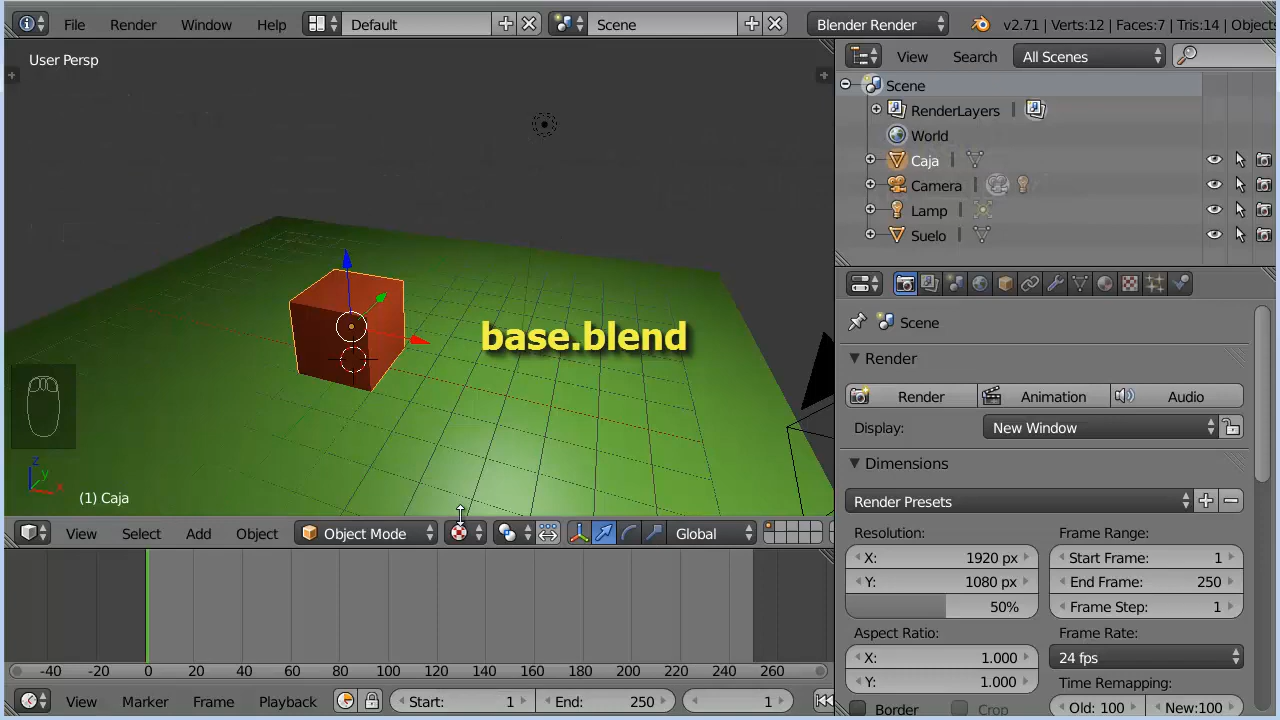 File Render Window Help Default Scene Blender Render v2.71 | Verts:12 | Faces:7 | Tris:14 | Object
User Persp
View Search All Scenes
Scene
RenderLayers
World
Caja
Camera
Lamp
Suelo
base.blend
z
y
x
(1) Caja
Scene
Render
Render Animation Audio
Display: New Window
Dimensions
Render Presets
Resolution: Frame Range:
X: 1920 px Start Frame: 1
Y: 1080 px End Frame: 250
50% Frame Step: 1
Aspect Ratio: Frame Rate:
X: 1.000 24 fps
Y: 1.000 Time Remapping:
Border Crop Old: 100 New:100
View Select Add Object Object Mode Global
-40 -20 0 20 40 60 80 100 120 140 160 180 200 220 240 260
View Marker Frame Playback Start: 1 End: 250 1